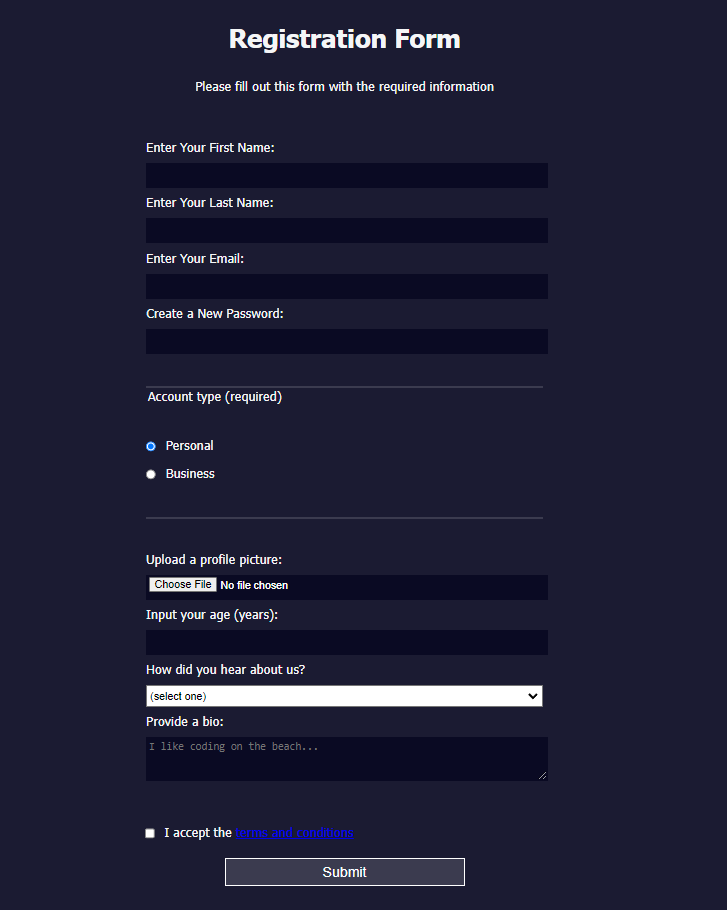 Registration Form
Please fill out this form with the required information
Enter Your First Name:
Enter Your Last Name:
Enter Your Email:
Create a New Password:
Account type (required)
Personal
Business
Upload a profile picture:
Choose File No file chosen
Input your age (years):
How did you hear about us?
(select one)
Provide a bio:
I like coding on the beach...
I accept the terms and conditions
Submit